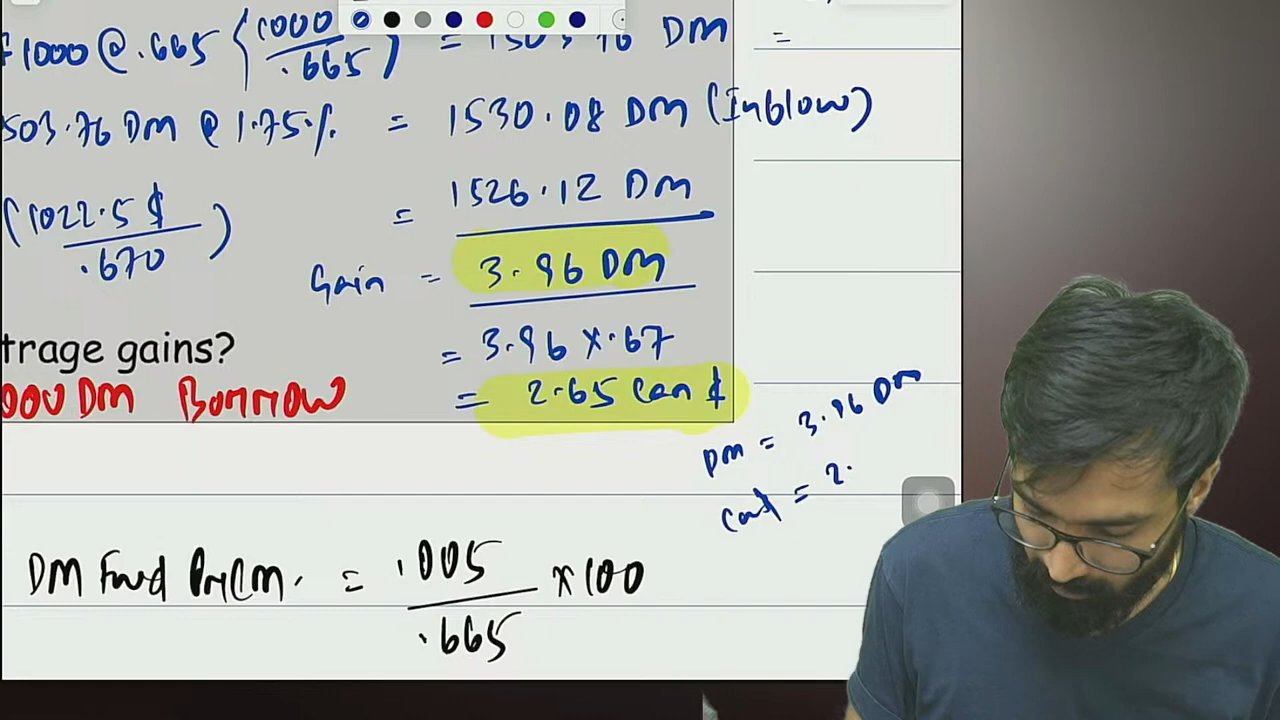 1000 @ .665 (1000 / .665) = DM =
503.76 DM @ 1.75% = 1530.08 DM (Inflow)
(1022.5 $ / .670) = 1526.12 DM
Gain = 3.96 DM
trage gains? = 3.96 x .67
000 DM BORROW = 2.65 Can $
DM = 3.96 DM
Can$ = 2.
DM Fwd Prem. = .005 / .665 x 100